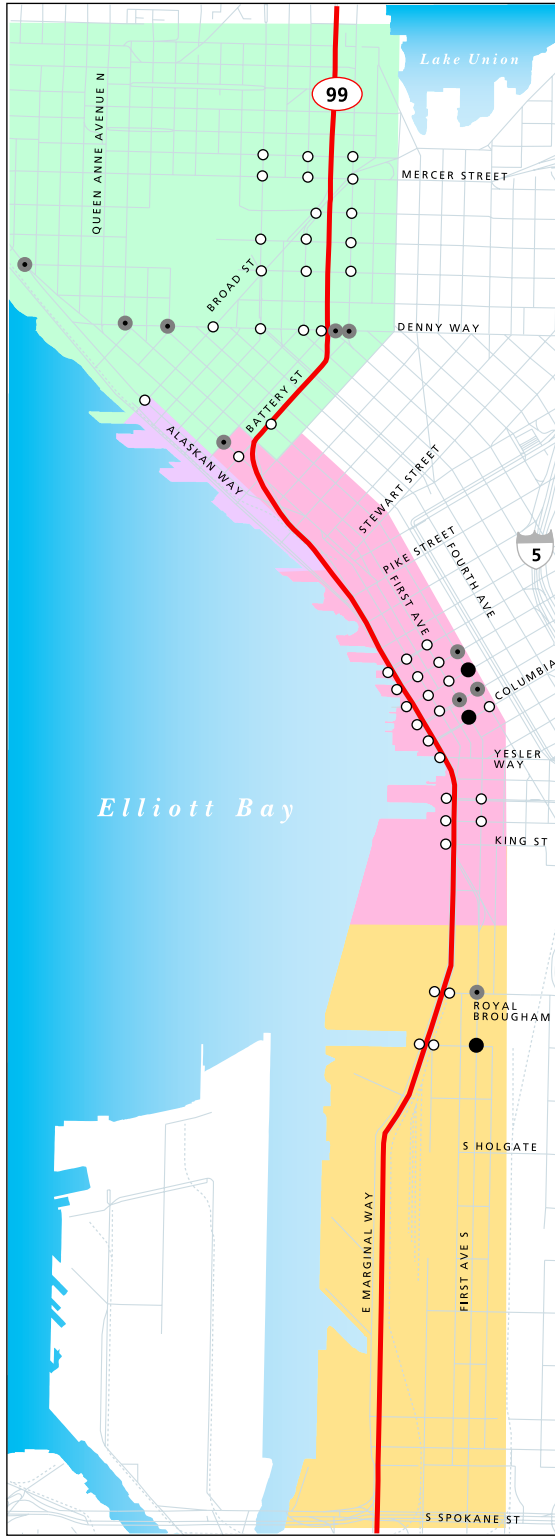 Lake Union
99
QUEEN ANNE AVENUE N
MERCER STREET
BROAD ST
DENNY WAY
BATTERY ST
ALASKAN WAY
STEWART STREET
PIKE STREET
FOURTH AVE
5
FIRST AVE
COLUMBIA
YESLER
WAY
Elliott Bay
KING ST
ROYAL
BROUGHAM
S HOLGATE
E MARGINAL WAY
FIRST AVE S
S SPOKANE ST